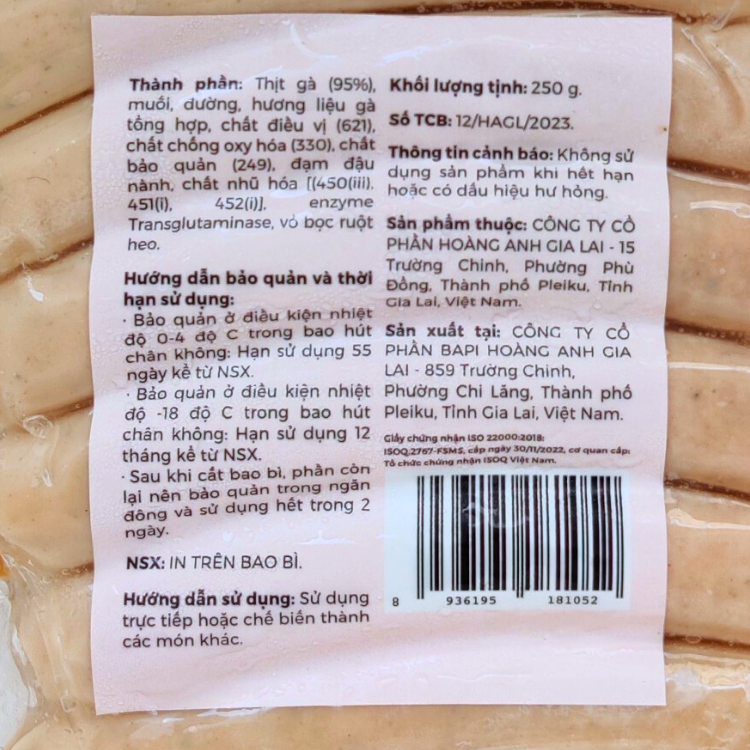 Thành phần: Thịt gà (95%),
muối, đường, hương liệu gà
tổng hợp, chất điều vị (621),
chất chống oxy hóa (330), chất
bảo quản (249), đạm đậu
nành, chất nhũ hóa [(450(iii),
451(i), 452(i)], enzyme
Transglutaminase, vỏ bọc ruột
heo.
Hướng dẫn bảo quản và thời
hạn sử dụng:
· Bảo quản ở điều kiện nhiệt
độ 0-4 độ C trong bao hút
chân không: Hạn sử dụng 55
ngày kể từ NSX.
· Bảo quản ở điều kiện nhiệt
độ -18 độ C trong bao hút
chân không: Hạn sử dụng 12
tháng kể từ NSX.
· Sau khi cắt bao bì, phần còn
lại nên bảo quản trong ngăn
đông và sử dụng hết trong 2
ngày.
NSX: IN TRÊN BAO BÌ.
Hướng dẫn sử dụng: Sử dụng
trực tiếp hoặc chế biến thành
các món khác.
Khối lượng tịnh: 250 g.
Số TCB: 12/HAGL/2023.
Thông tin cảnh báo: Không sử
dụng sản phẩm khi hết hạn
hoặc có dấu hiệu hư hỏng.
Sản phẩm thuộc: CÔNG TY CỔ
PHẦN HOÀNG ANH GIA LAI - 15
Trường Chinh, Phường Phù
Đổng, Thành phố Pleiku, Tỉnh
Gia Lai, Việt Nam.
Sản xuất tại: CÔNG TY CỔ
PHẦN BAPI HOÀNG ANH GIA
LAI - 859 Trường Chinh,
Phường Chi Lăng, Thành phố
Pleiku, Tỉnh Gia Lai, Việt Nam.
Giấy chứng nhận ISO 22000:2018:
ISOQ.2767-FSMS, cấp ngày 30/11/2022, cơ quan cấp:
Tổ chức chứng nhận ISOQ Việt Nam.
8 936195 181052